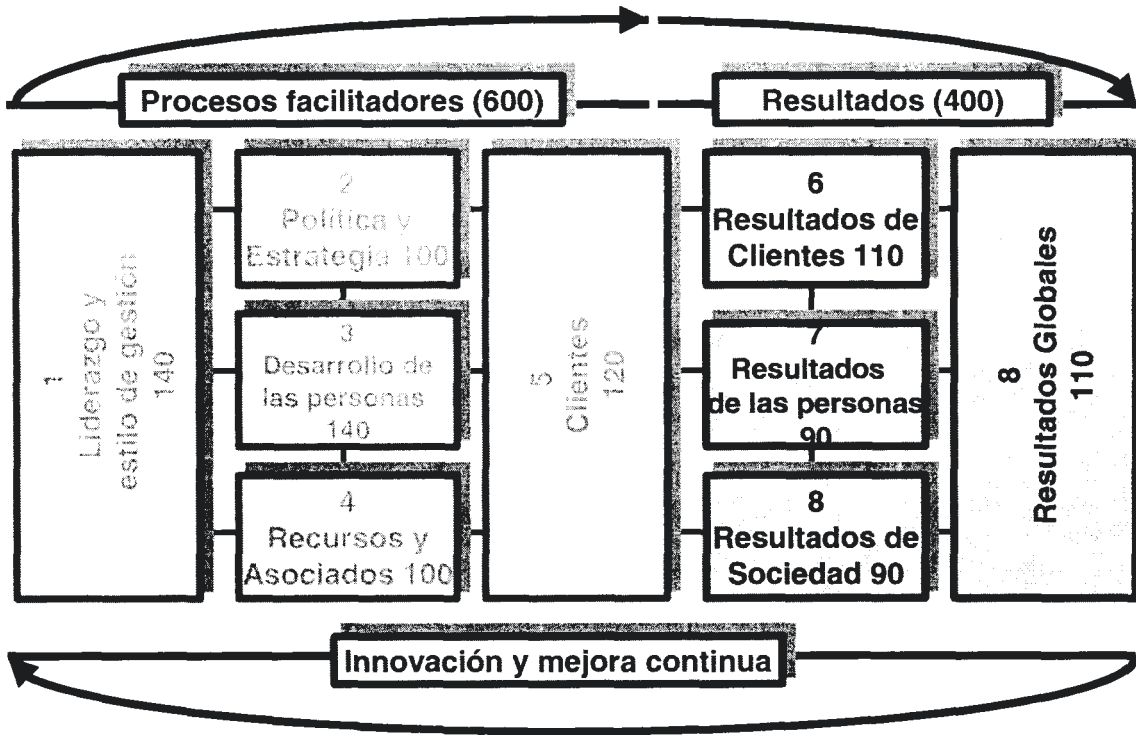 Procesos facilitadores (600)
Resultados (400)
1
Liderazgo y
estilo de gestión
140
2
Política y
Estrategia 100
3
Desarrollo de
las personas
140
4
Recursos y
Asociados 100
5
Clientes
120
6
Resultados de
Clientes 110
7
Resultados
de las personas
90
8
Resultados de
Sociedad 90
8
Resultados Globales
110
Innovación y mejora continua